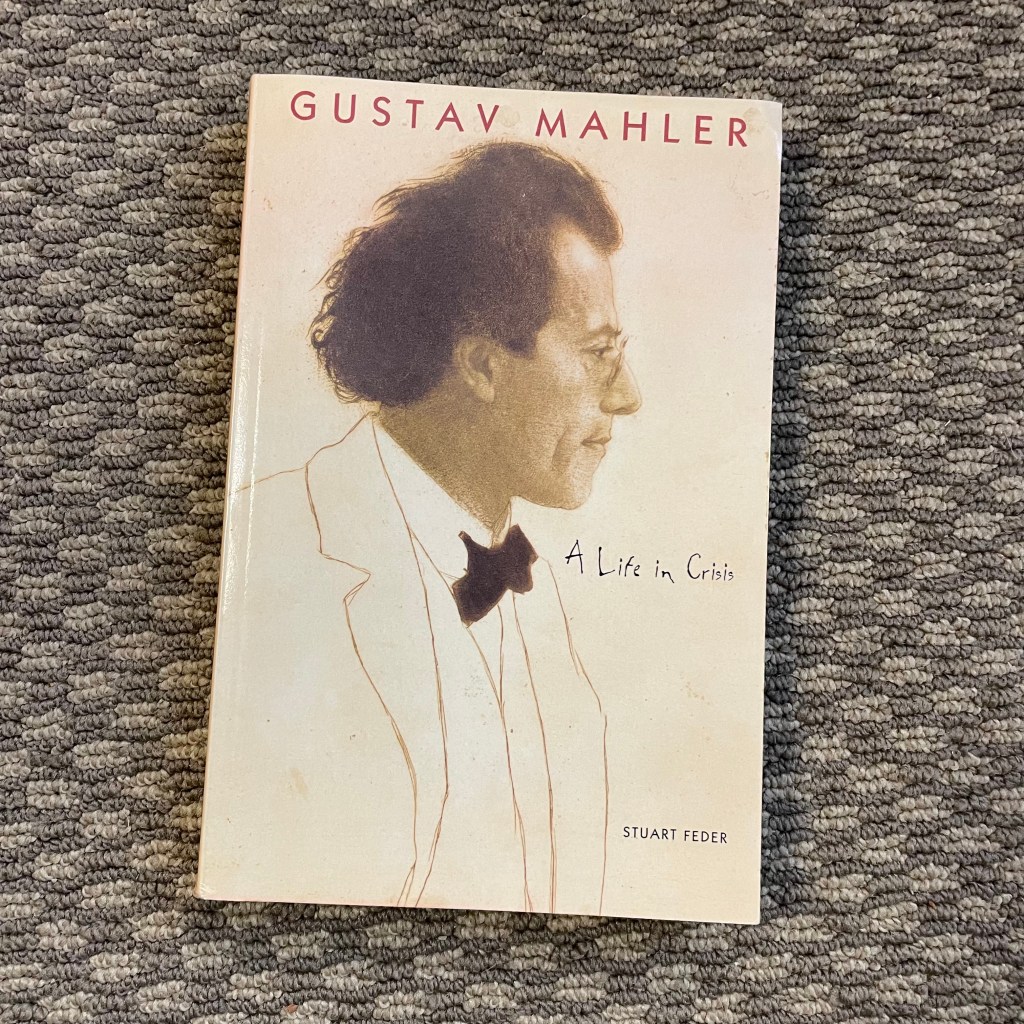 GUSTAV MAHLER
A Life in Crisis
STUART FEDER